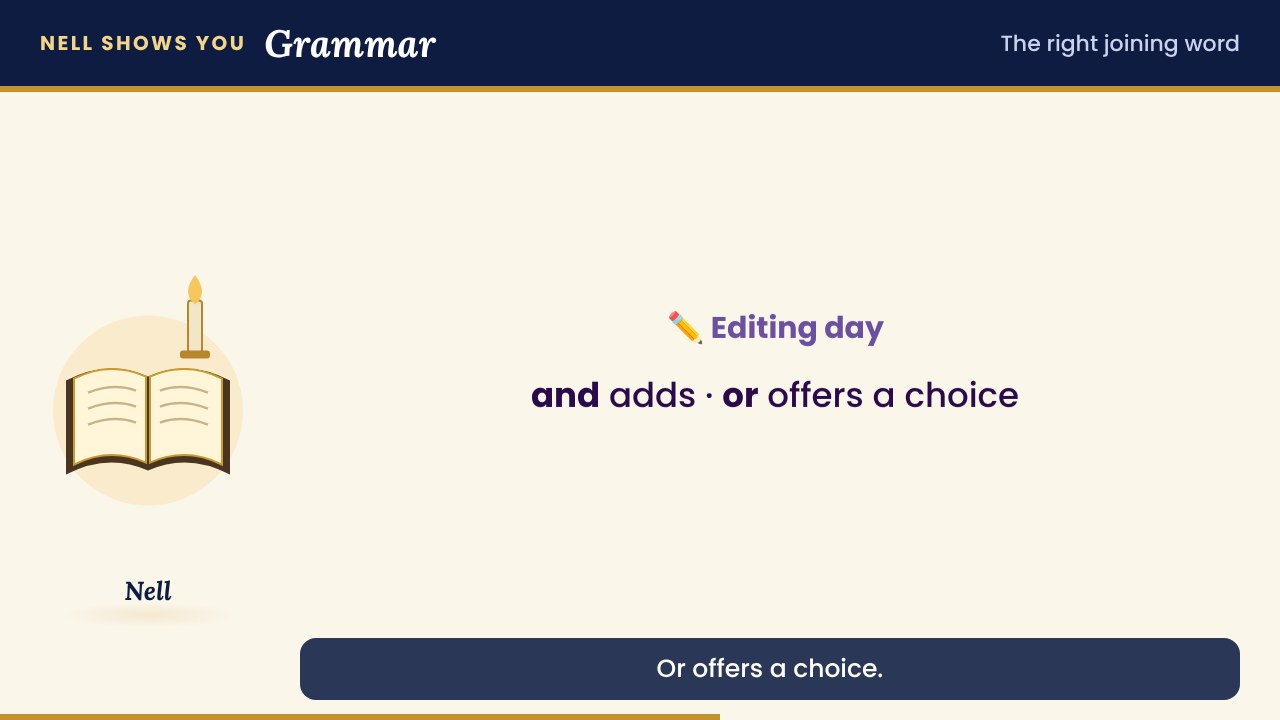 NELL SHOWS YOU Grammar
The right joining word
✏️ Editing day
and adds · or offers a choice
Nell
Or offers a choice.